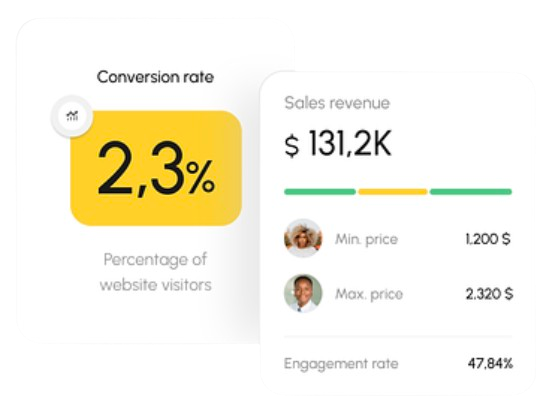 Conversion rate
2,3%
Percentage of
website visitors
Sales revenue
$ 131,2K
Min. price 1,200 $
Max. price 2,320 $
Engagement rate 47,84%